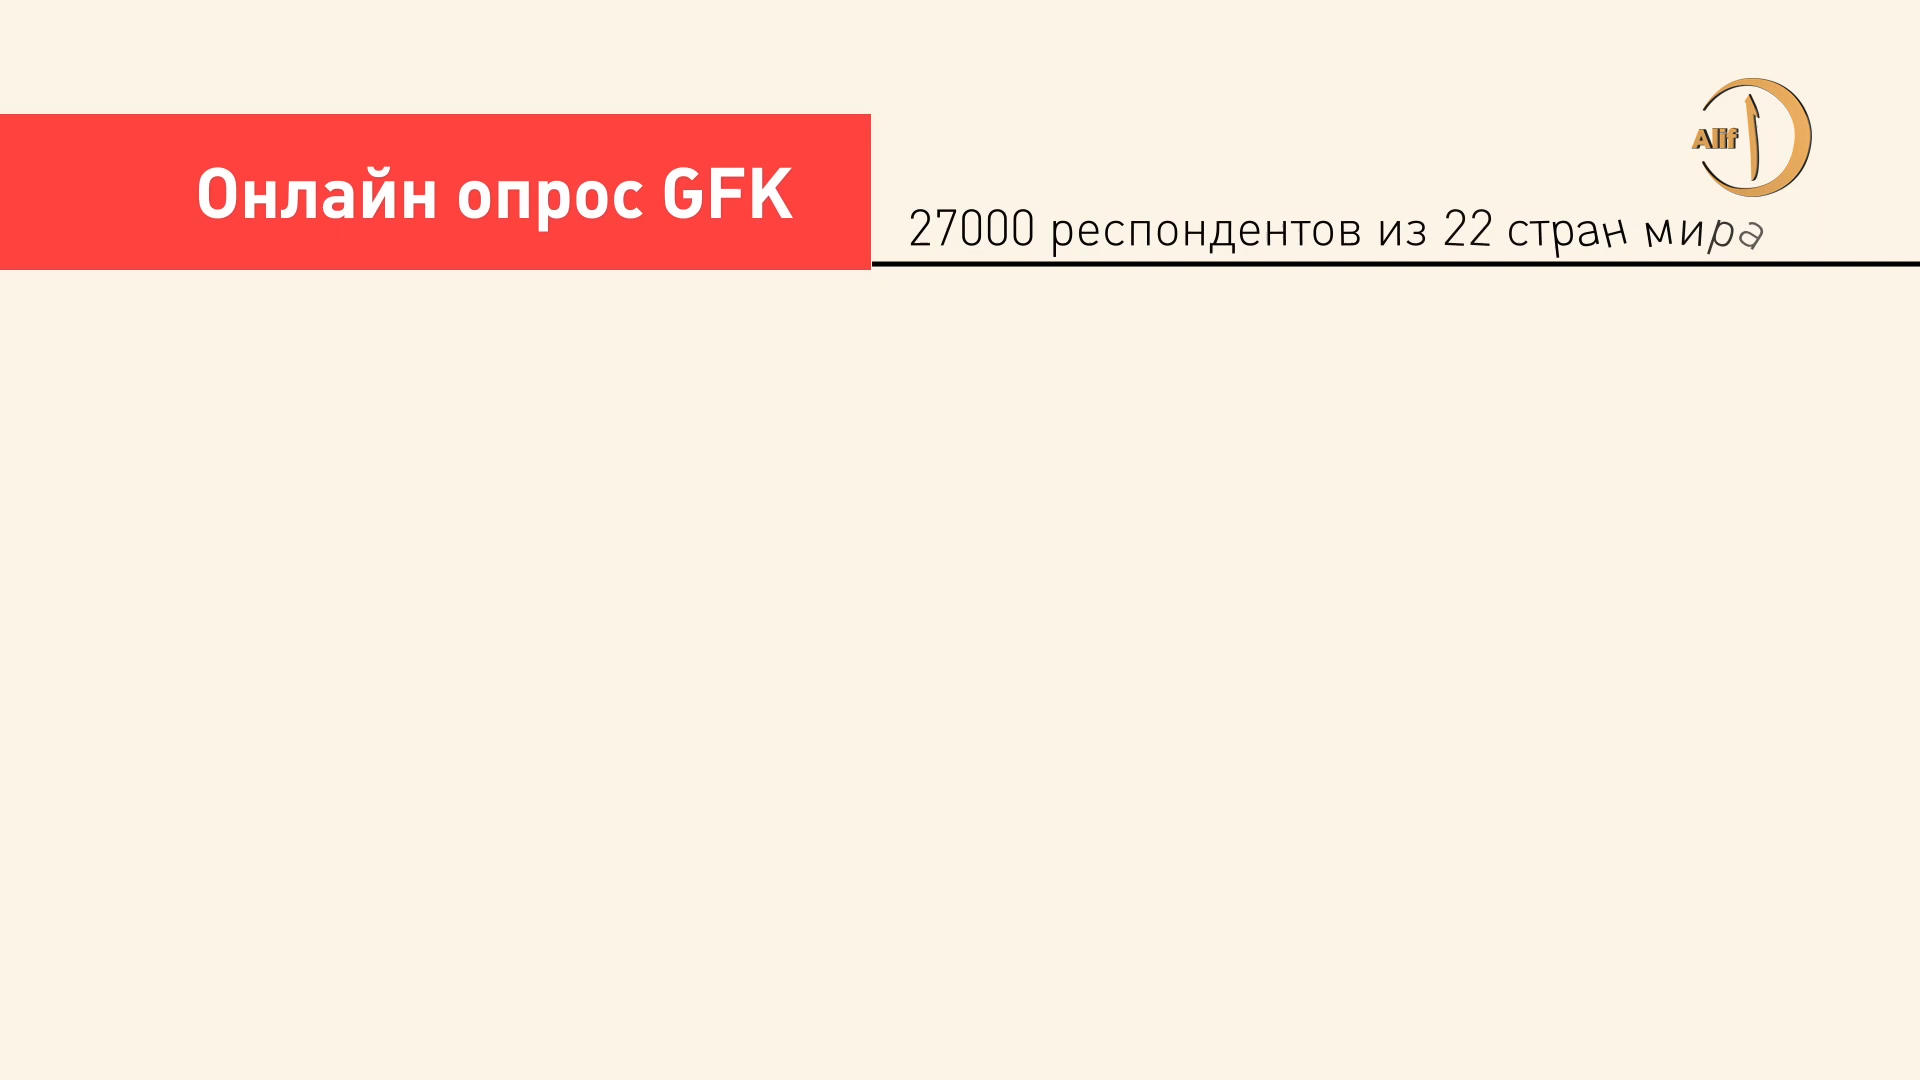 Alif
Онлайн опрос GFK
27000 респондентов из 22 стран мира